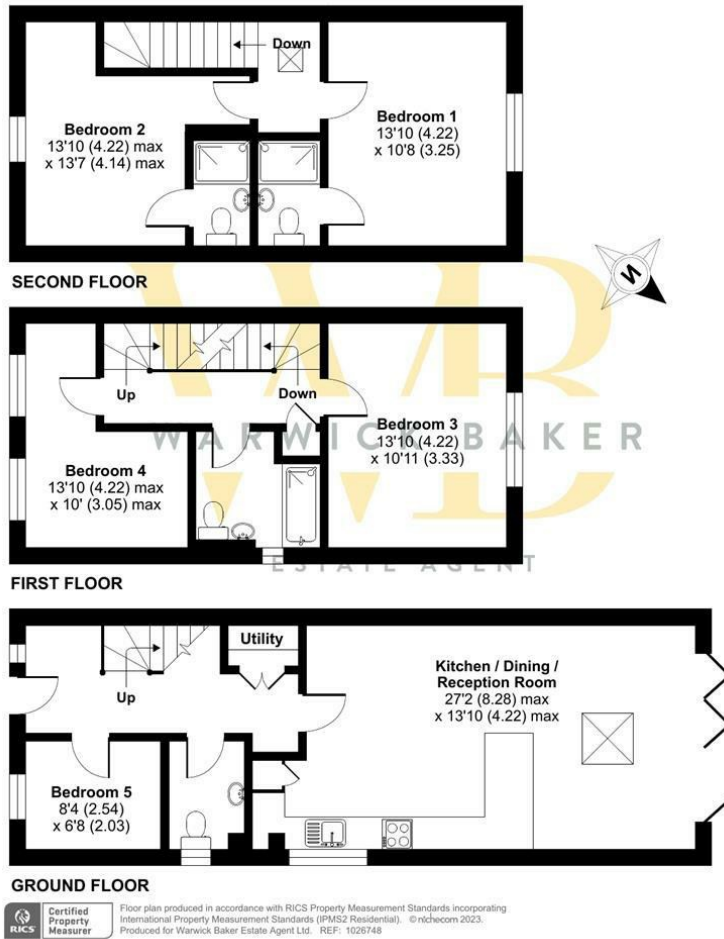 Down
Bedroom 2
13'10 (4.22) max
x 13'7 (4.14) max
Bedroom 1
13'10 (4.22)
x 10'8 (3.25)
SECOND FLOOR
N
WB
Up
Down
Bedroom 3
13'10 (4.22)
x 10'11 (3.33)
WARWICK BAKER
Bedroom 4
13'10 (4.22) max
x 10' (3.05) max
ESTATE AGENT
FIRST FLOOR
Utility
Up
Kitchen / Dining /
Reception Room
27'2 (8.28) max
x 13'10 (4.22) max
Bedroom 5
8'4 (2.54)
x 6'8 (2.03)
GROUND FLOOR
RICS
Certified
Property
Measurer
Floor plan produced in accordance with RICS Property Measurement Standards incorporating
International Property Measurement Standards (IPMS2 Residential). © nichecom 2023.
Produced for Warwick Baker Estate Agent Ltd. REF: 1026748